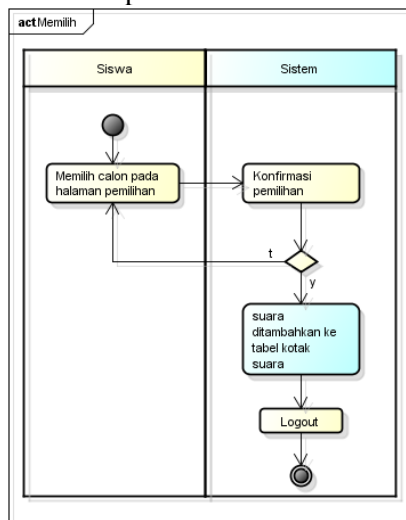 act Memilih
Siswa
Sistem
Memilih calon pada
halaman pemilihan
Konfirmasi
pemilihan
t
y
suara
ditambahkan ke
tabel kotak
suara
Logout